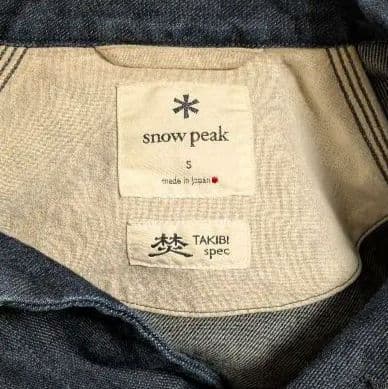 snow peak
S
made in Japan
焚 TAKIBI
spec